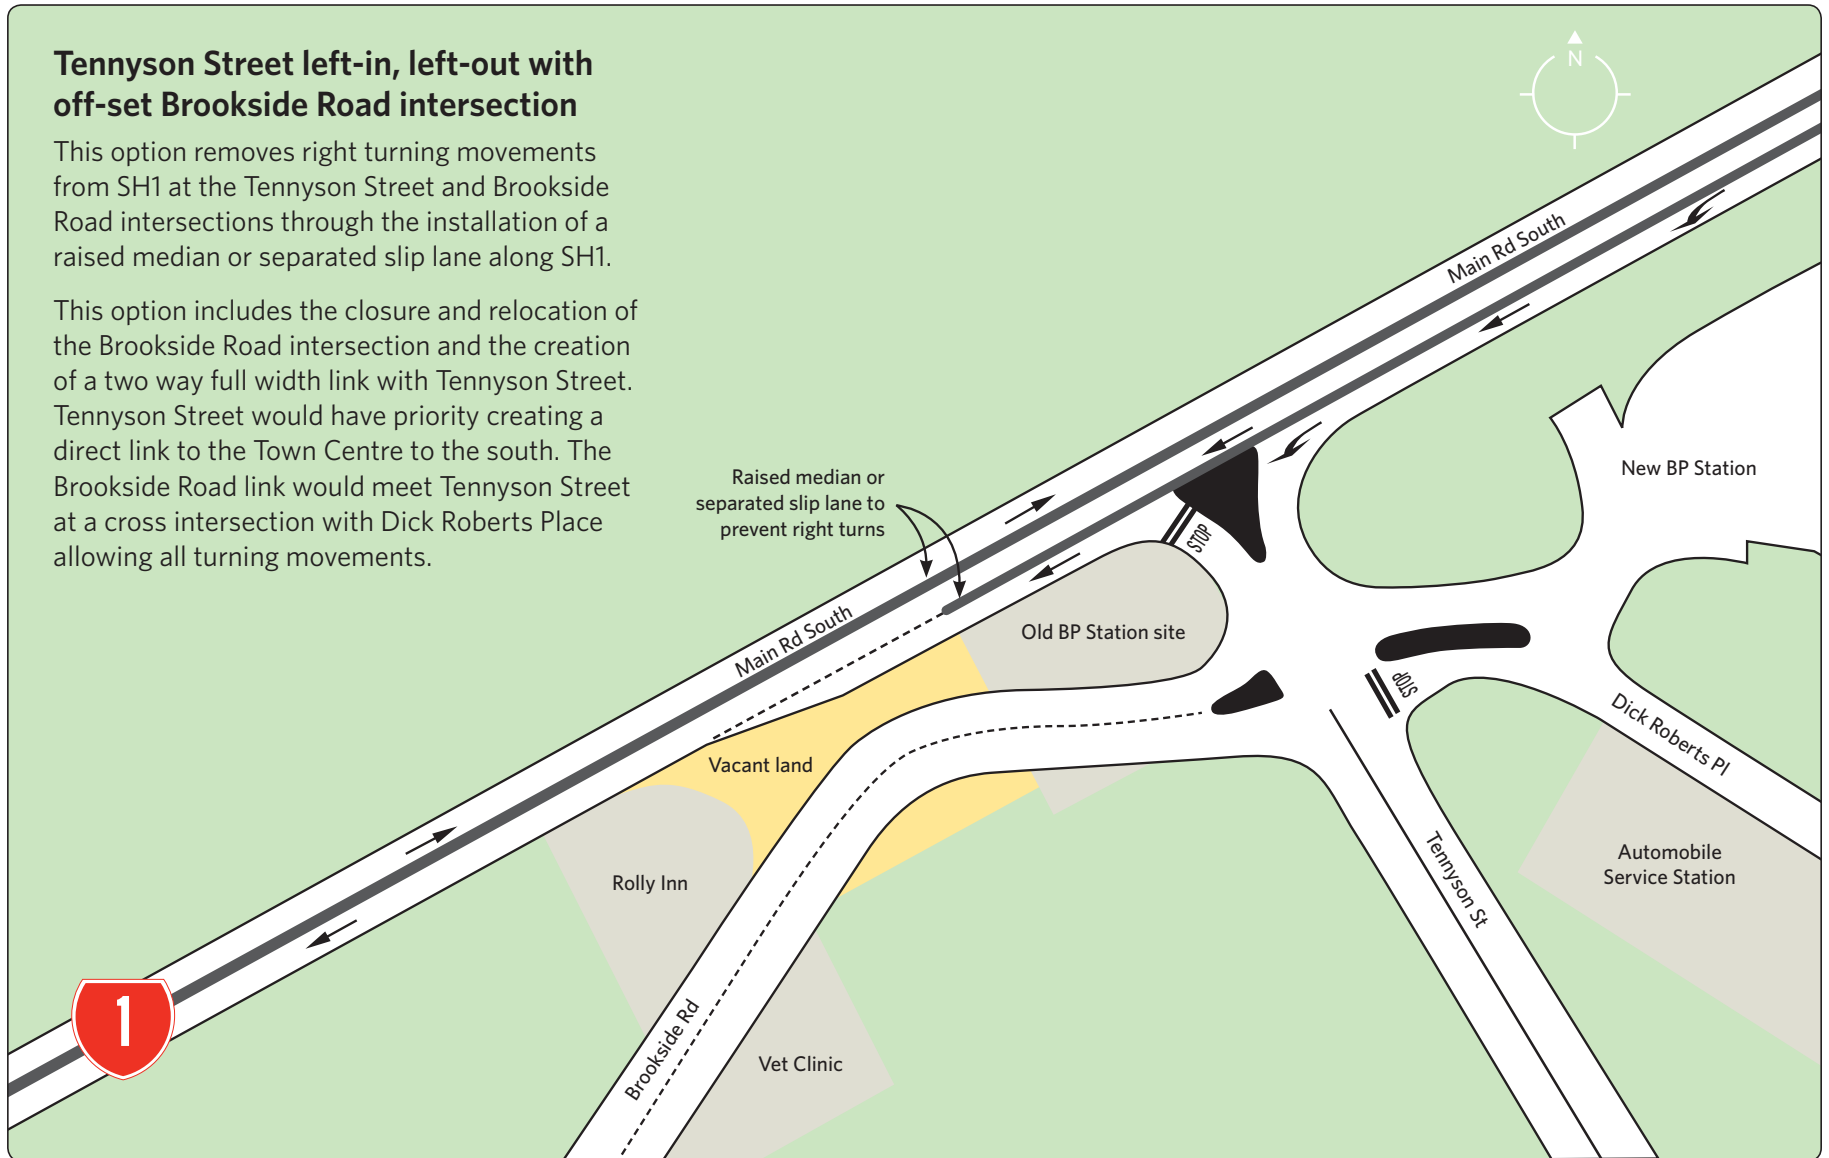 Tennyson Street left-in, left-out with
off-set Brookside Road intersection
This option removes right turning movements
from SH1 at the Tennyson Street and Brookside
Road intersections through the installation of a
raised median or separated slip lane along SH1.
This option includes the closure and relocation of
the Brookside Road intersection and the creation
of a two way full width link with Tennyson Street.
Tennyson Street would have priority creating a
direct link to the Town Centre to the south. The
Brookside Road link would meet Tennyson Street
at a cross intersection with Dick Roberts Place
allowing all turning movements.
N
Main Rd South
Raised median or
separated slip lane to
prevent right turns
New BP Station
STOP
Main Rd South
Old BP Station site
STOP
Dick Roberts Pl
Vacant land
Rolly Inn
Tennyson St
Automobile
Service Station
Brookside Rd
Vet Clinic
1